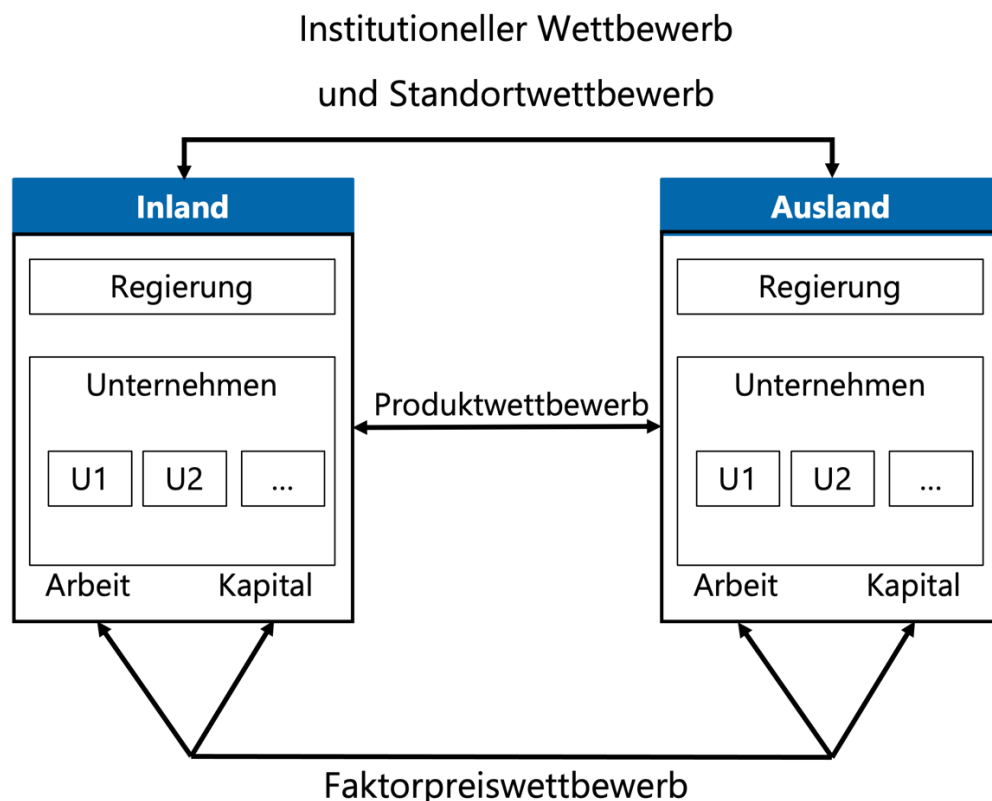 Institutioneller Wettbewerb
und Standortwettbewerb
Inland
Ausland
Regierung
Regierung
Unternehmen
Unternehmen
Produktwettbewerb
U1 U2 ...
U1 U2 ...
Arbeit Kapital
Arbeit Kapital
Faktorpreiswettbewerb